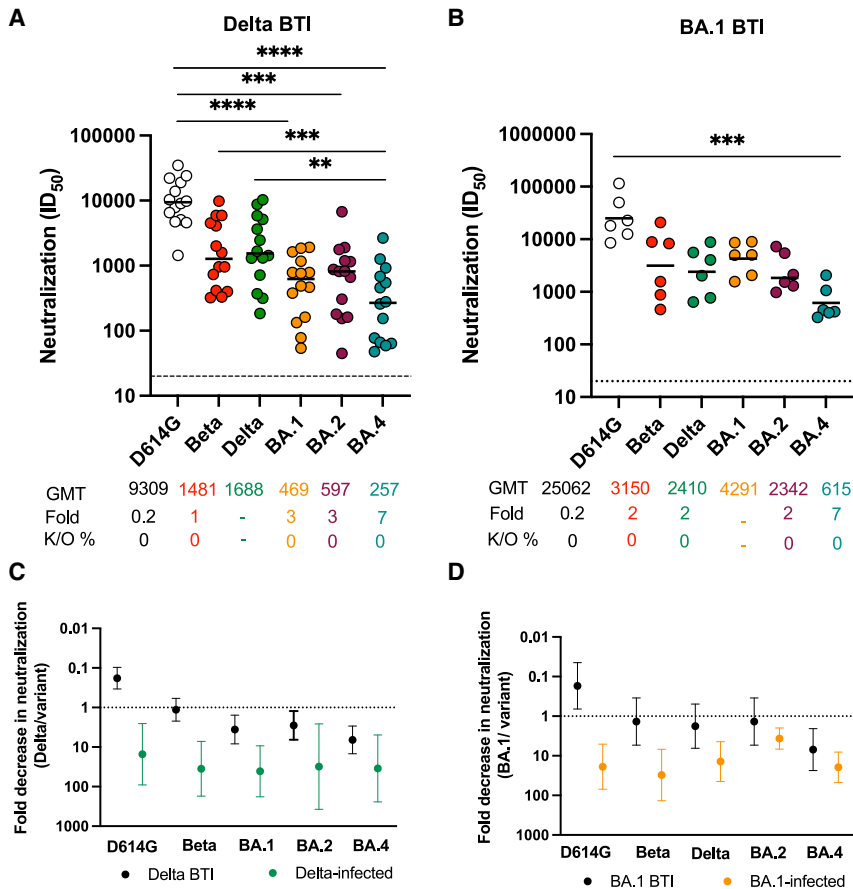 A
Delta BTI
****
***
****
***
**
Neutralization (ID50)
100000
10000
1000
100
10
D614G
Beta
Delta
BA.1
BA.2
BA.4
GMT 9309 1481 1688 469 597 257
Fold 0.2 1 - 3 3 7
K/O % 0 0 - 0 0 0
B
BA.1 BTI
***
Neutralization (ID50)
1000000
100000
10000
1000
100
10
D614G
Beta
Delta
BA.1
BA.2
BA.4
GMT 25062 3150 2410 4291 2342 615
Fold 0.2 2 2 - 2 7
K/O % 0 0 0 - 0 0
C
Fold decrease in neutralization
(Delta/variant)
0.01
0.1
1
10
100
1000
D614G Beta BA.1 BA.2 BA.4
Delta BTI Delta-infected
D
Fold decrease in neutralization
(BA.1/ variant)
0.01
0.1
1
10
100
1000
D614G Beta Delta BA.2 BA.4
BA.1 BTI BA.1-infected